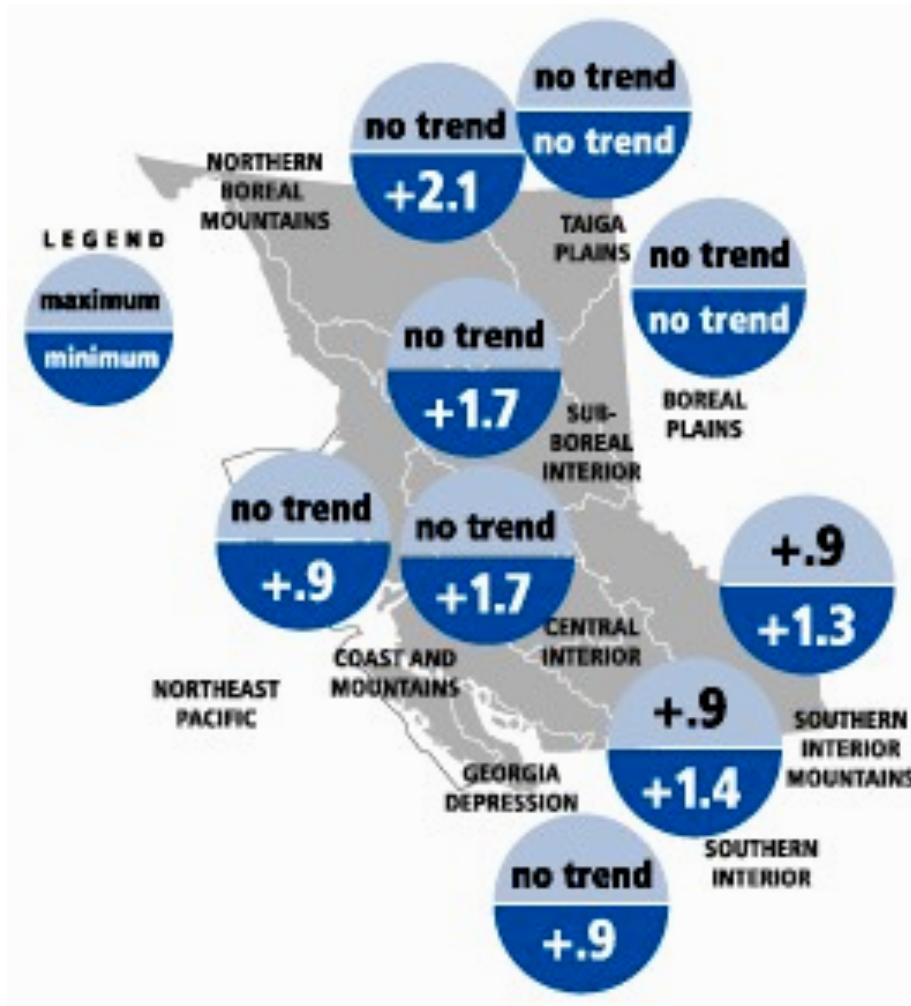 no trend
no trend
no trend
+2.1
NORTHERN
BOREAL
MOUNTAINS
TAIGA
PLAINS
LEGEND
maximum
minimum
no trend
no trend
BOREAL
PLAINS
no trend
+1.7
SUB-
BOREAL
INTERIOR
no trend
+.9
no trend
+1.7
CENTRAL
INTERIOR
+.9
+1.3
COAST AND
MOUNTAINS
NORTHEAST
PACIFIC
+.9
+1.4
SOUTHERN
INTERIOR
MOUNTAINS
GEORGIA
DEPRESSION
SOUTHERN
INTERIOR
no trend
+.9